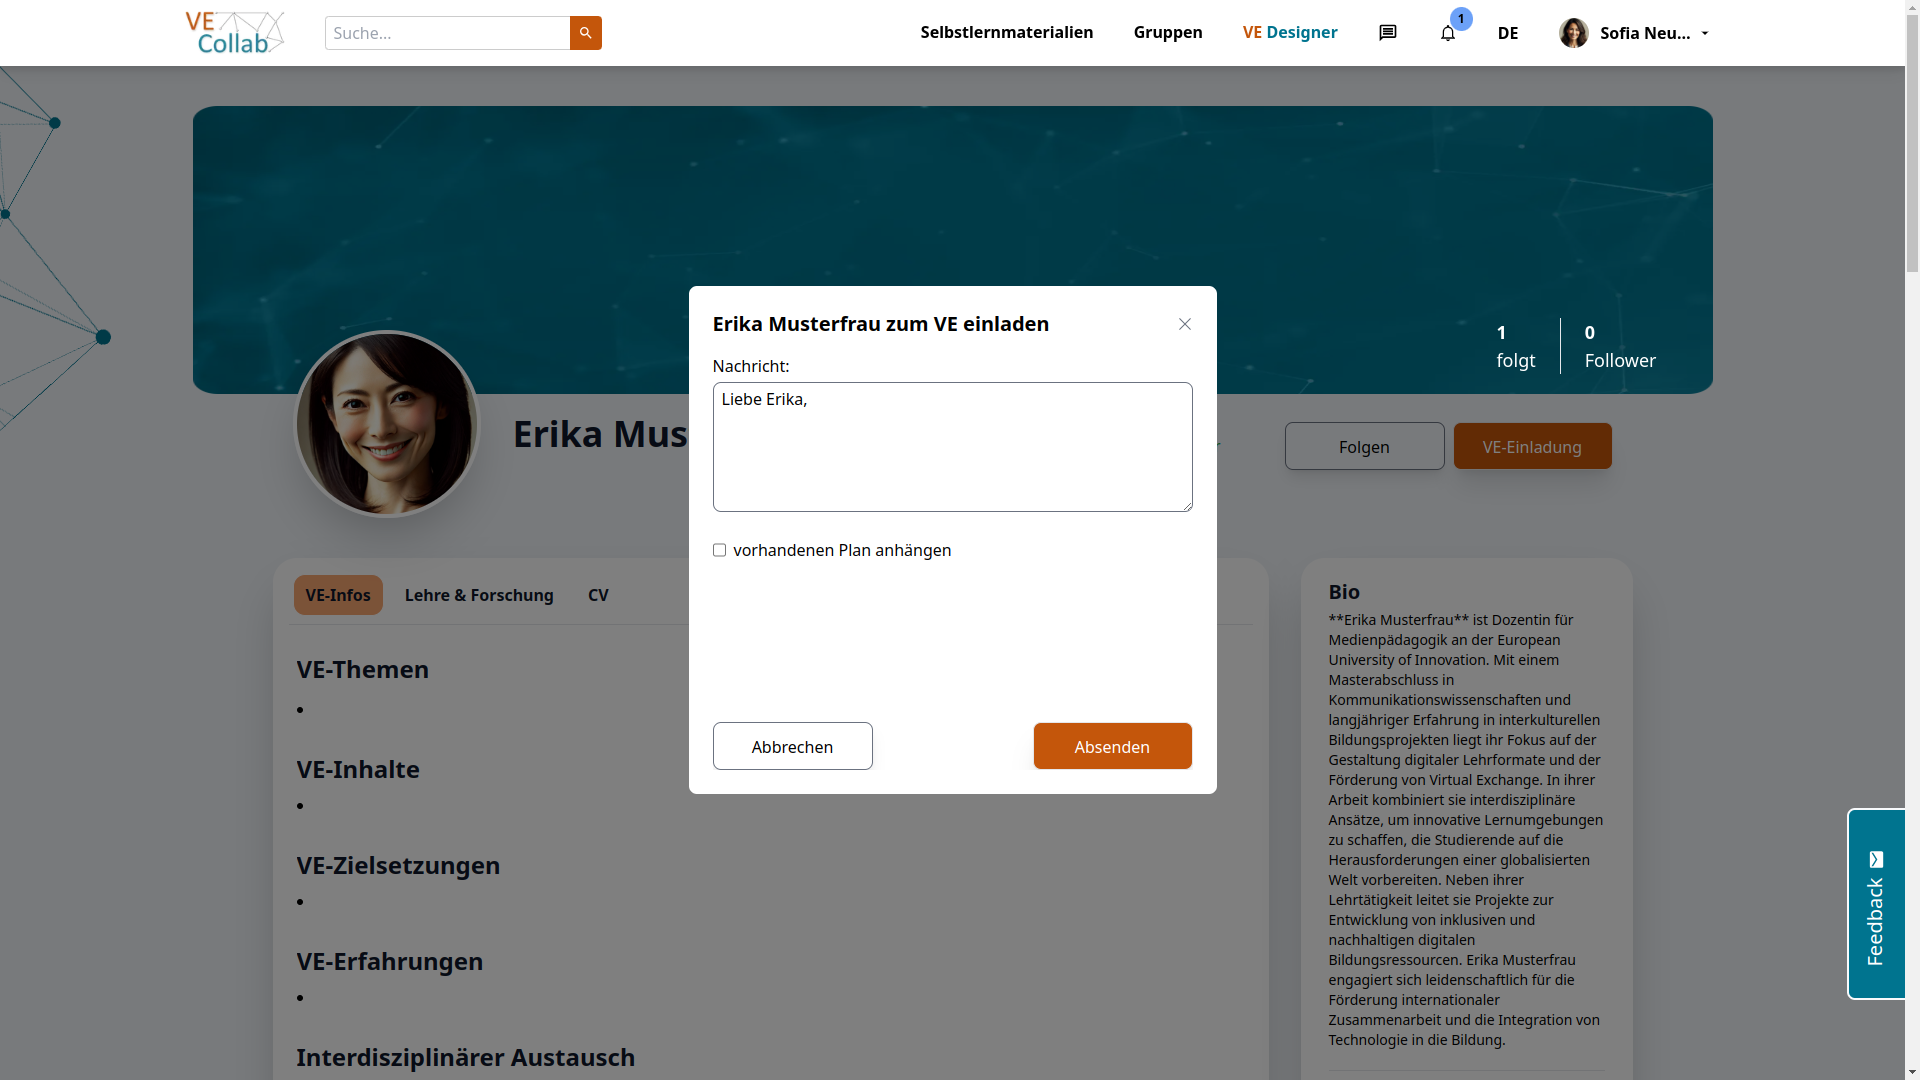 VE
Collab
Suche...
Selbstlernmaterialien
Gruppen
VE Designer
1
DE
Sofia Neu...
1
folgt
0
Follower
Erika Mus
Folgen
VE-Einladung
Erika Musterfrau zum VE einladen
Nachricht:
Liebe Erika,
vorhandenen Plan anhängen
Abbrechen
Absenden
VE-Infos
Lehre & Forschung
CV
VE-Themen
VE-Inhalte
VE-Zielsetzungen
VE-Erfahrungen
Interdisziplinärer Austausch
Bio
**Erika Musterfrau** ist Dozentin für
Medienpädagogik an der European
University of Innovation. Mit einem
Masterabschluss in
Kommunikationswissenschaften und
langjähriger Erfahrung in interkulturellen
Bildungsprojekten liegt ihr Fokus auf der
Gestaltung digitaler Lehrformate und der
Förderung von Virtual Exchange. In ihrer
Arbeit kombiniert sie interdisziplinäre
Ansätze, um innovative Lernumgebungen
zu schaffen, die Studierende auf die
Herausforderungen einer globalisierten
Welt vorbereiten. Neben ihrer
Lehrtätigkeit leitet sie Projekte zur
Entwicklung von inklusiven und
nachhaltigen digitalen
Bildungsressourcen. Erika Musterfrau
engagiert sich leidenschaftlich für die
Förderung internationaler
Zusammenarbeit und die Integration von
Technologie in die Bildung.
Feedback